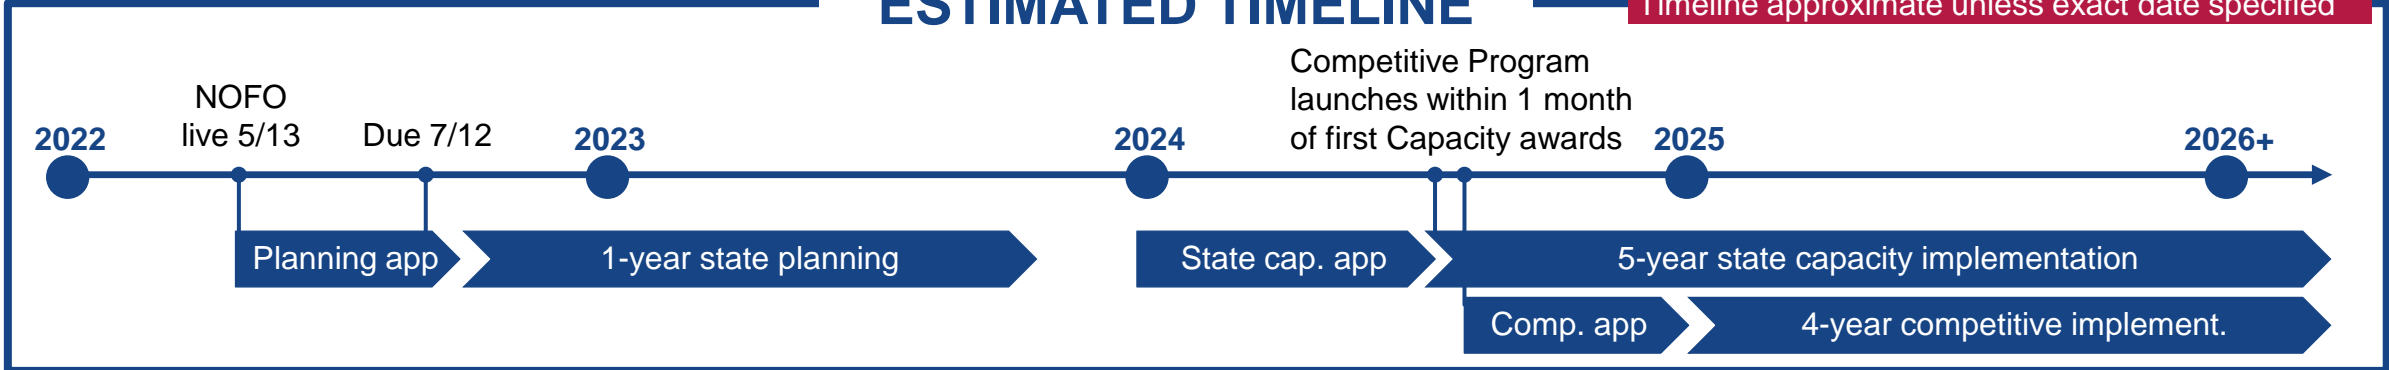 ESTIMATED TIMELINE
Timeline approximate unless exact date specified
Competitive Program
launches within 1 month
of first Capacity awards
NOFO
live 5/13
Due 7/12
2022
2023
2024
2025
2026+
Planning app
1-year state planning
State cap. app
5-year state capacity implementation
Comp. app
4-year competitive implement.